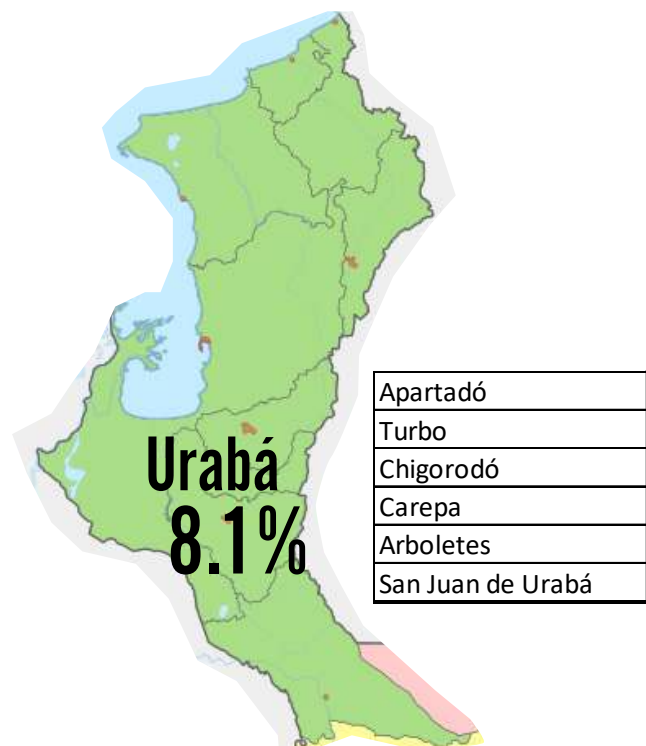 Urabá
8.1%
Apartadó
Turbo
Chigorodó
Carepa
Arboletes
San Juan de Urabá